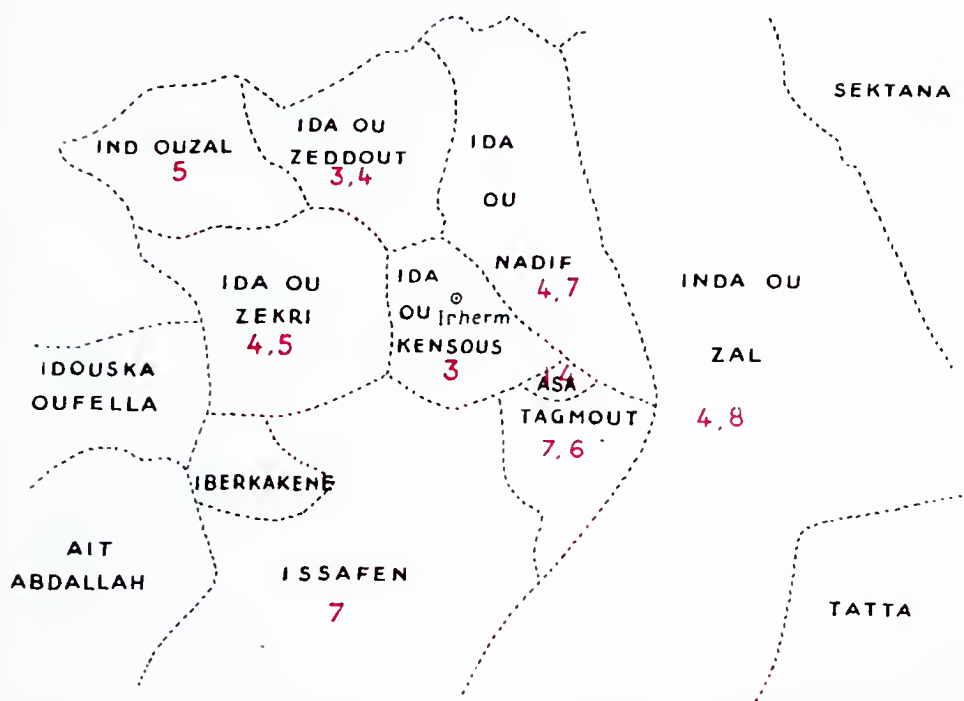 SEKTANA
IND OUZAL
5
IDA OU
ZEDDOUT
3,4
IDA
OU
NADIF
4,7
IDA OU
ZEKRI
4,5
IDA
OU Irherm
KENSOUS
3
INDA OU
ZAL
4,8
IDOUSKA
OUFELLA
ASA
TAGMOUT
7,6
IBERKAKENE
AIT
ABDALLAH
ISSAFEN
7
TATTA